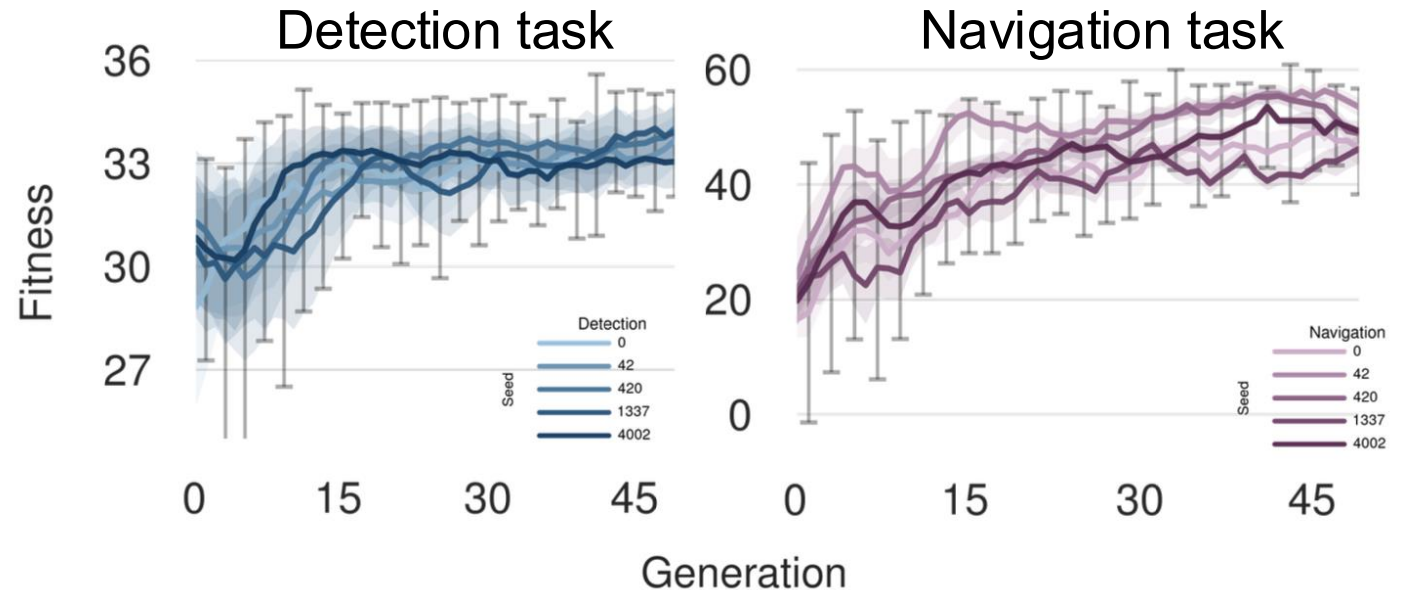 Detection task
Navigation task
Fitness
36
33
30
27
0 15 30 45
Detection
Seed
0
42
420
1337
4002
60
40
20
0
0 15 30 45
Navigation
Seed
0
42
420
1337
4002
Generation